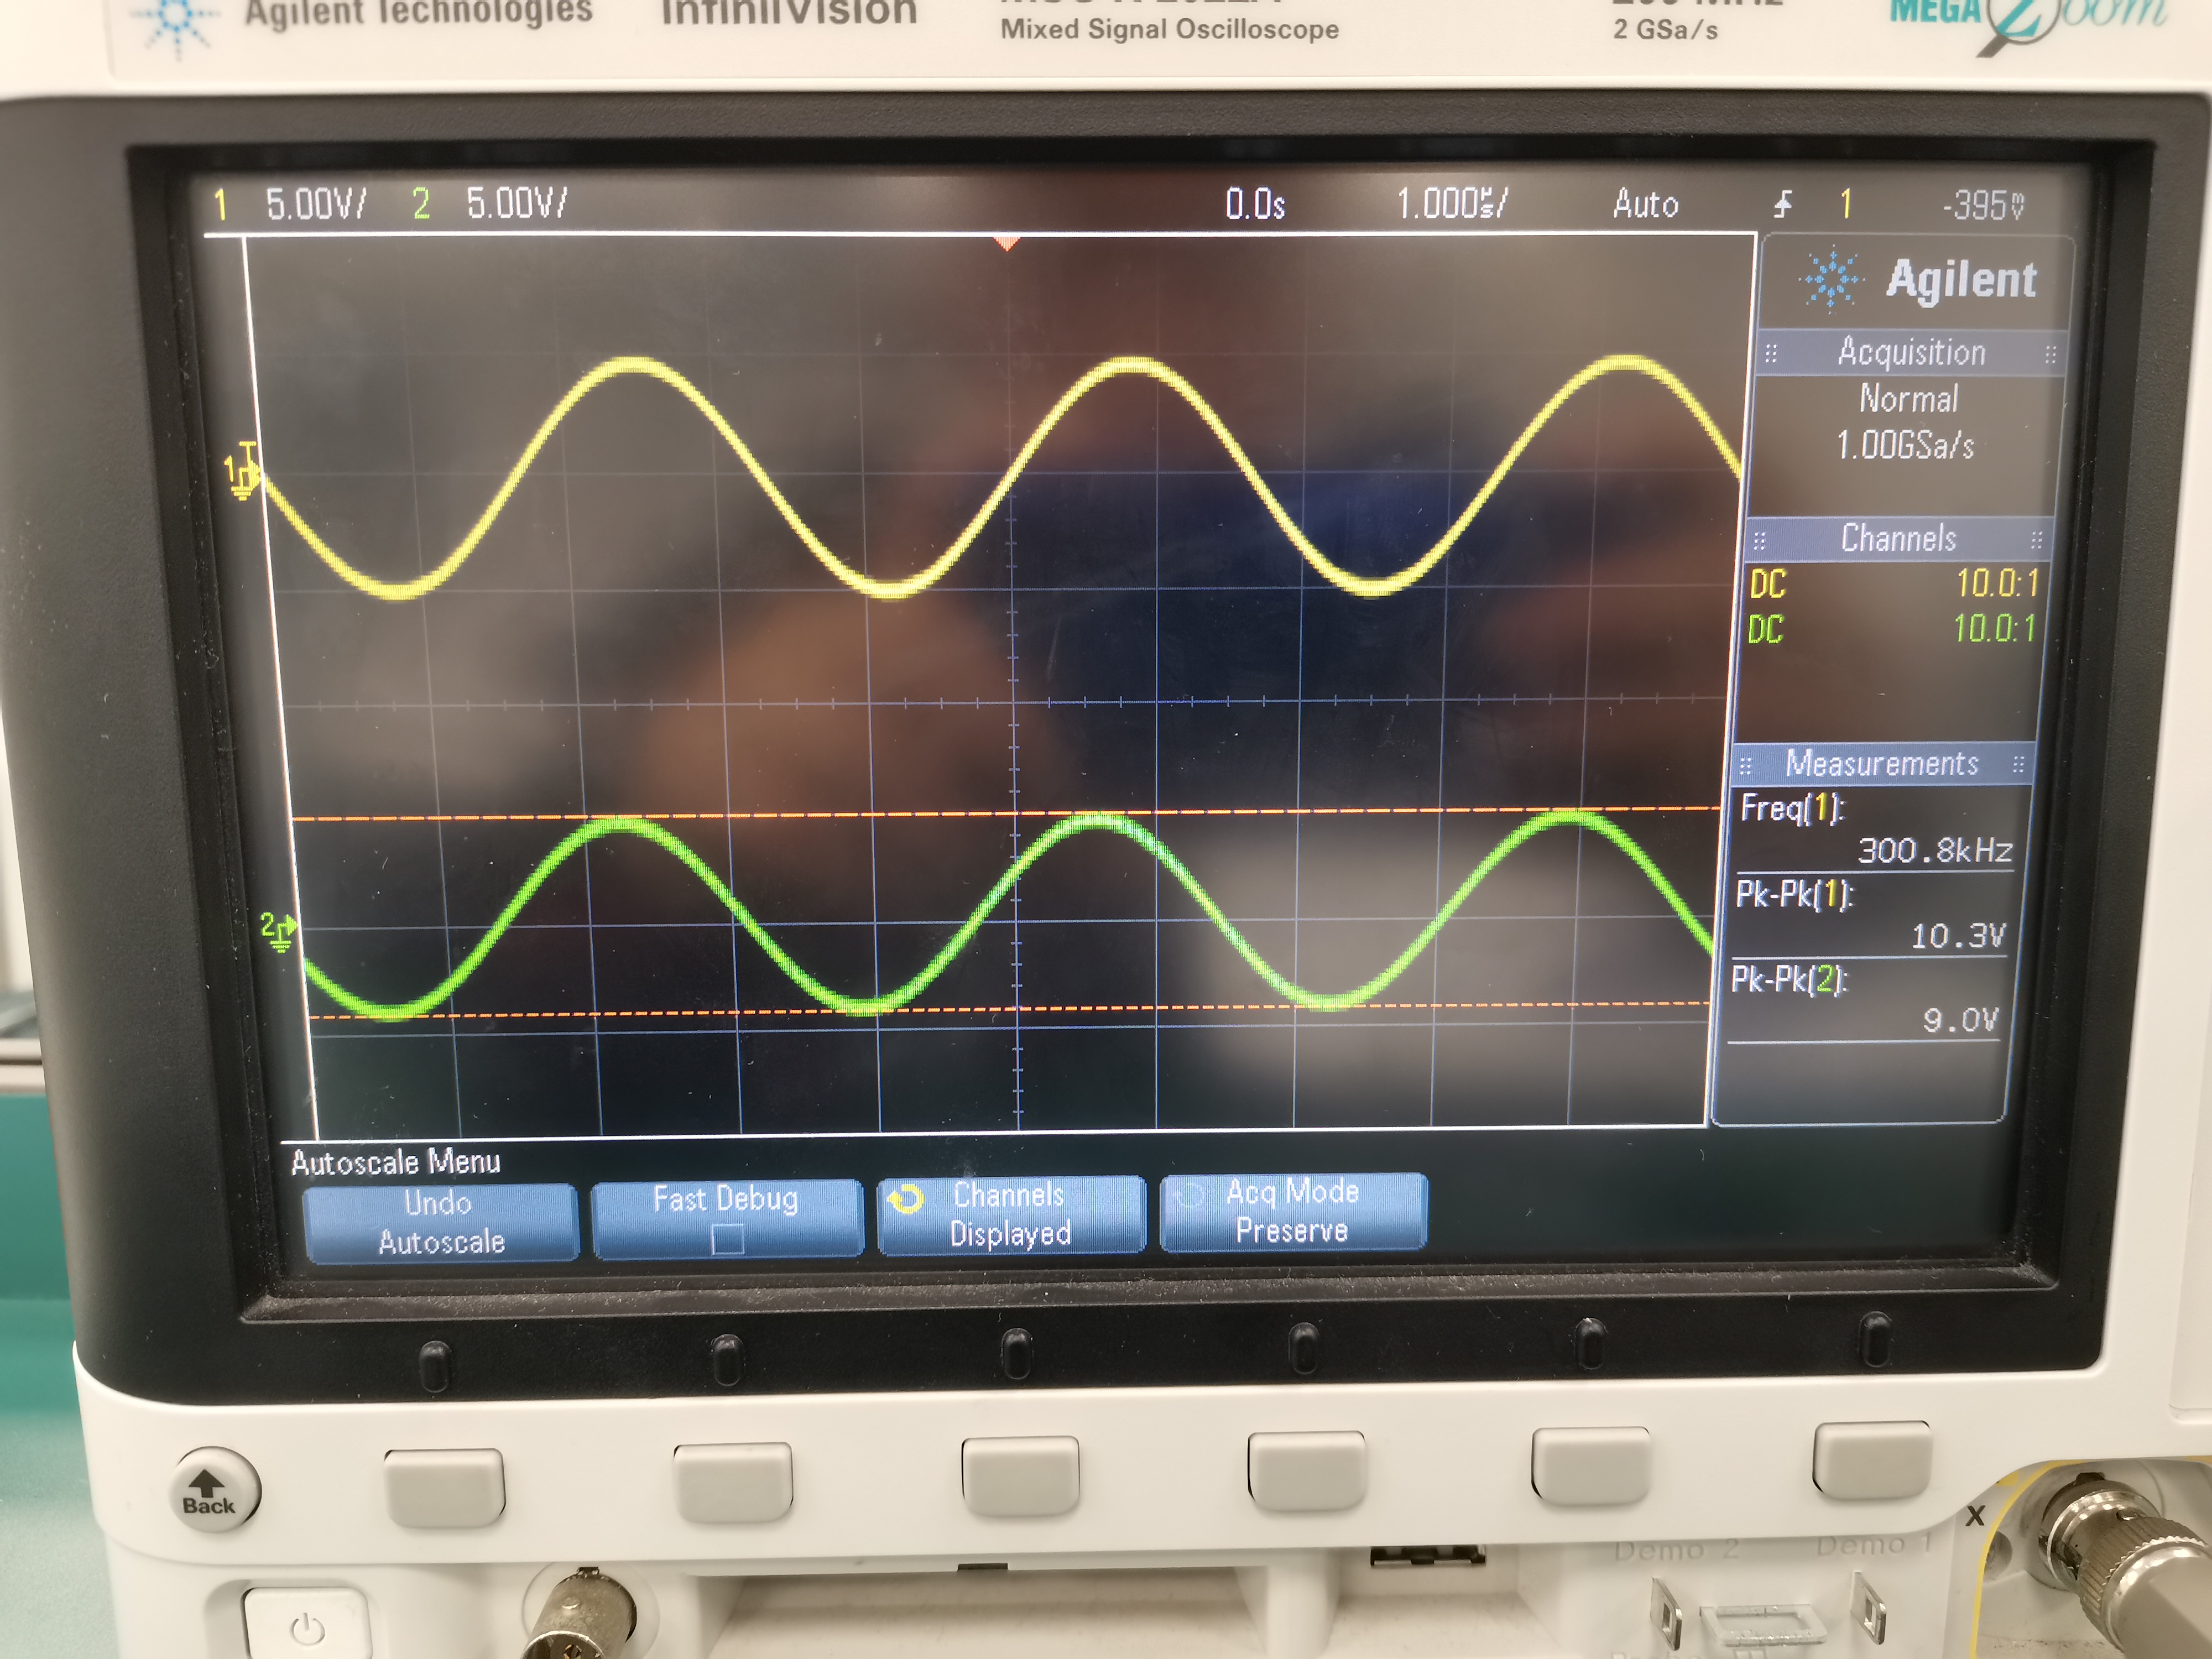 Agilent Technologies InfiniiVision
Mixed Signal Oscilloscope
2 GSa/s
MEGA Zoom
1 5.00V/ 2 5.00V/ 0.0s 1.000µs/ Auto 1 -395mV
Agilent
Acquisition
Normal
1.00GSa/s
Channels
DC 10.0:1
DC 10.0:1
Measurements
Freq(1):
300.8kHz
Pk-Pk(1):
10.3V
Pk-Pk(2):
9.0V
T
1
2
Autoscale Menu
Undo
Autoscale
Fast Debug
Channels
Displayed
Acq Mode
Preserve
Back
X
Demo 2 Demo 1